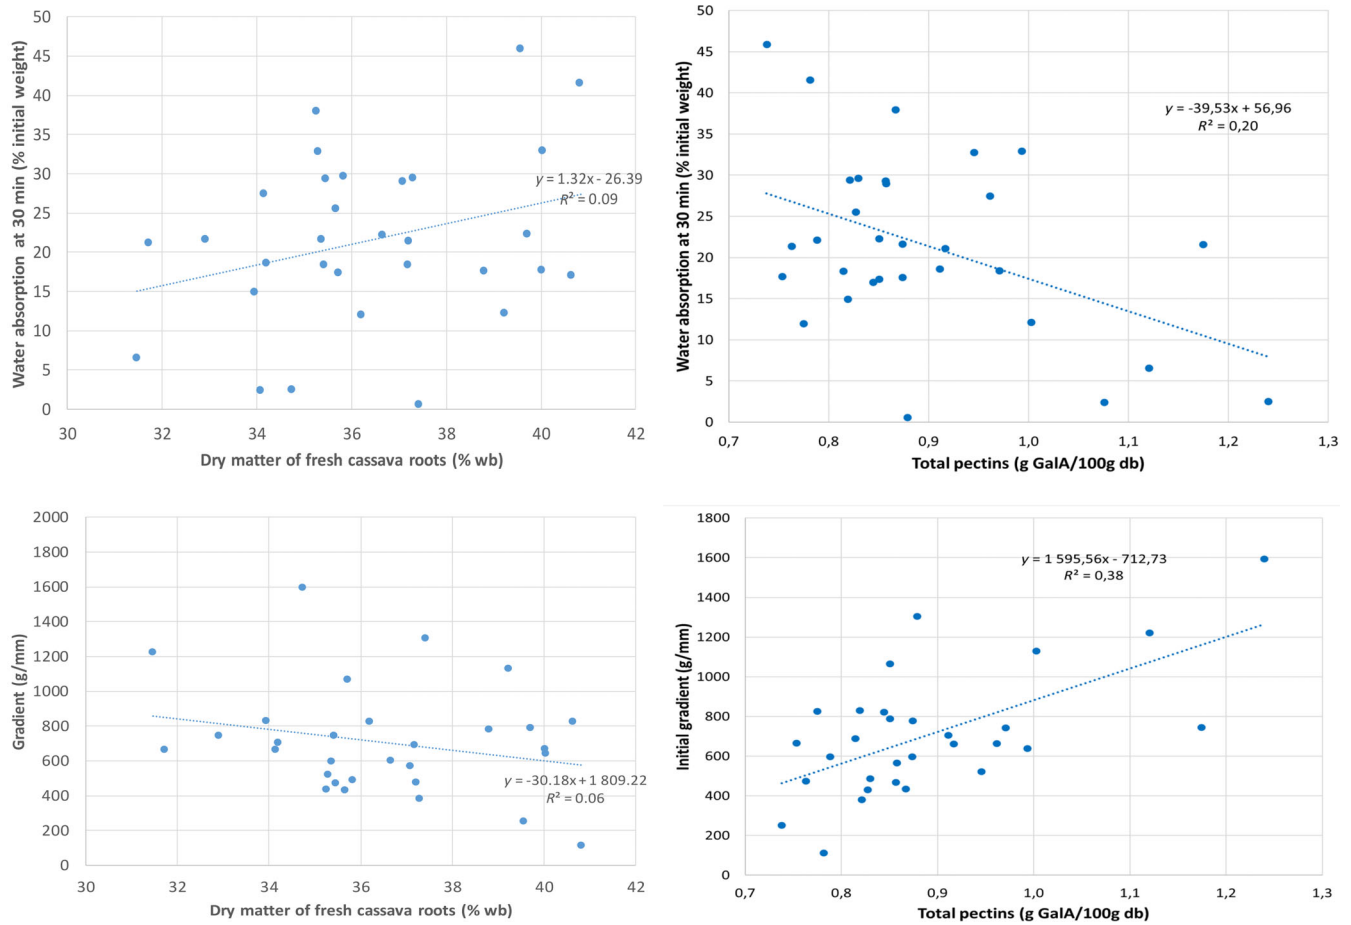 50
45
40
35
30
25
20
15
10
5
0
Water absorption at 30 min (% initial weight)
y = 1.32x - 26.39
R² = 0.09
30 32 34 36 38 40 42
Dry matter of fresh cassava roots (% wb)
50
45
40
35
30
25
20
15
10
5
0
Water absorption at 30 min (% initial weight)
y = -39,53x + 56,96
R² = 0,20
0,7 0,8 0,9 1,0 1,1 1,2 1,3
Total pectins (g GalA/100g db)
2000
1800
1600
1400
1200
1000
800
600
400
200
0
Gradient (g/mm)
y = -30.18x + 1 809.22
R² = 0.06
30 32 34 36 38 40 42
Dry matter of fresh cassava roots (% wb)
1800
1600
1400
1200
1000
800
600
400
200
0
Initial gradient (g/mm)
y = 1 595,56x - 712,73
R² = 0,38
0,7 0,8 0,9 1,0 1,1 1,2 1,3
Total pectins (g GalA/100g db)